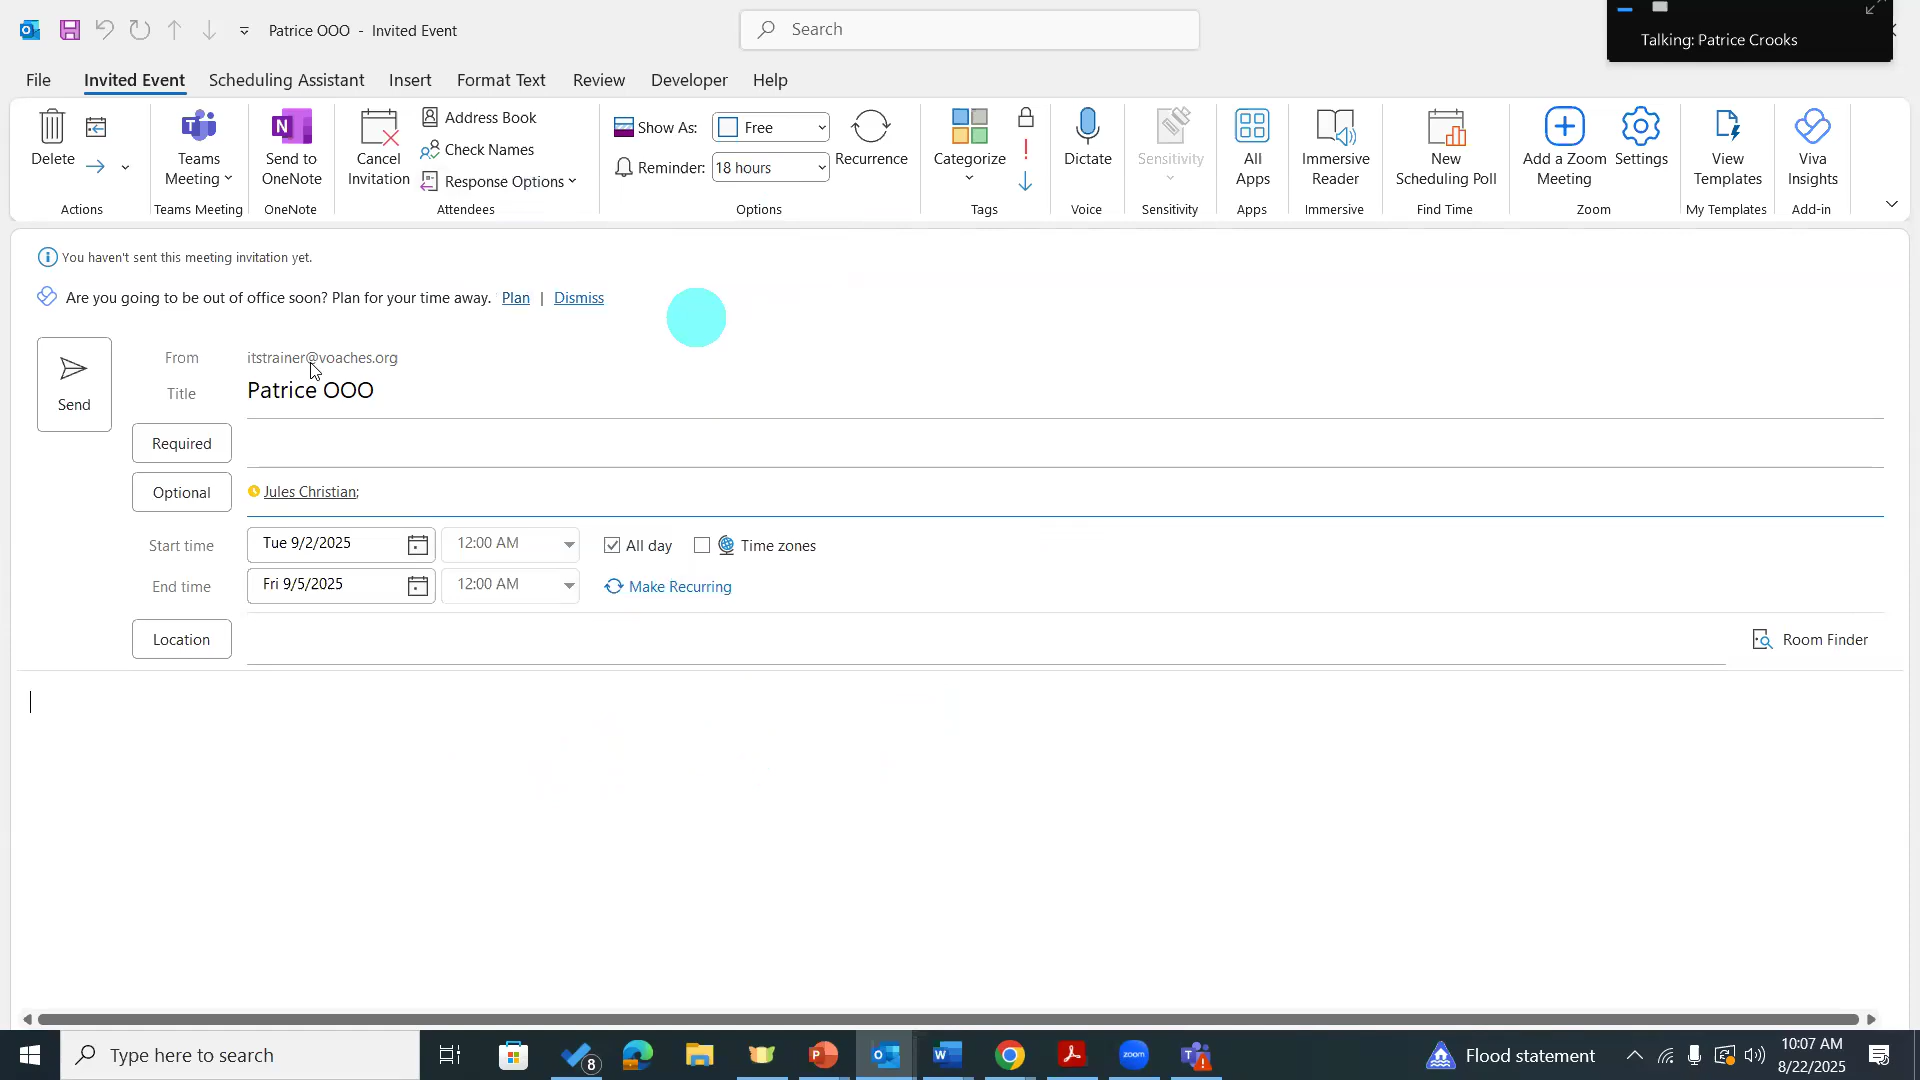 Patrice OOO - Invited Event
Search
Talking: Patrice Crooks
File Invited Event Scheduling Assistant Insert Format Text Review Developer Help
Delete
Actions
Teams Meeting
Teams Meeting
Send to OneNote
OneNote
Cancel Invitation
Address Book
Check Names
Response Options
Attendees
Show As: Free
Reminder: 18 hours
Recurrence
Options
Categorize
Tags
Dictate
Voice
Sensitivity
Sensitivity
All Apps
Apps
Immersive Reader
Immersive
New Scheduling Poll
Find Time
Add a Zoom Meeting
Settings
Zoom
View Templates
My Templates
Viva Insights
Add-in
You haven't sent this meeting invitation yet.
Are you going to be out of office soon? Plan for your time away. Plan | Dismiss
Send
From itstrainer@voaches.org
Title Patrice OOO
Required
Optional Jules Christian;
Start time Tue 9/2/2025 12:00 AM All day Time zones
End time Fri 9/5/2025 12:00 AM Make Recurring
Location Room Finder
Type here to search
8
zoom
Flood statement
10:07 AM
8/22/2025